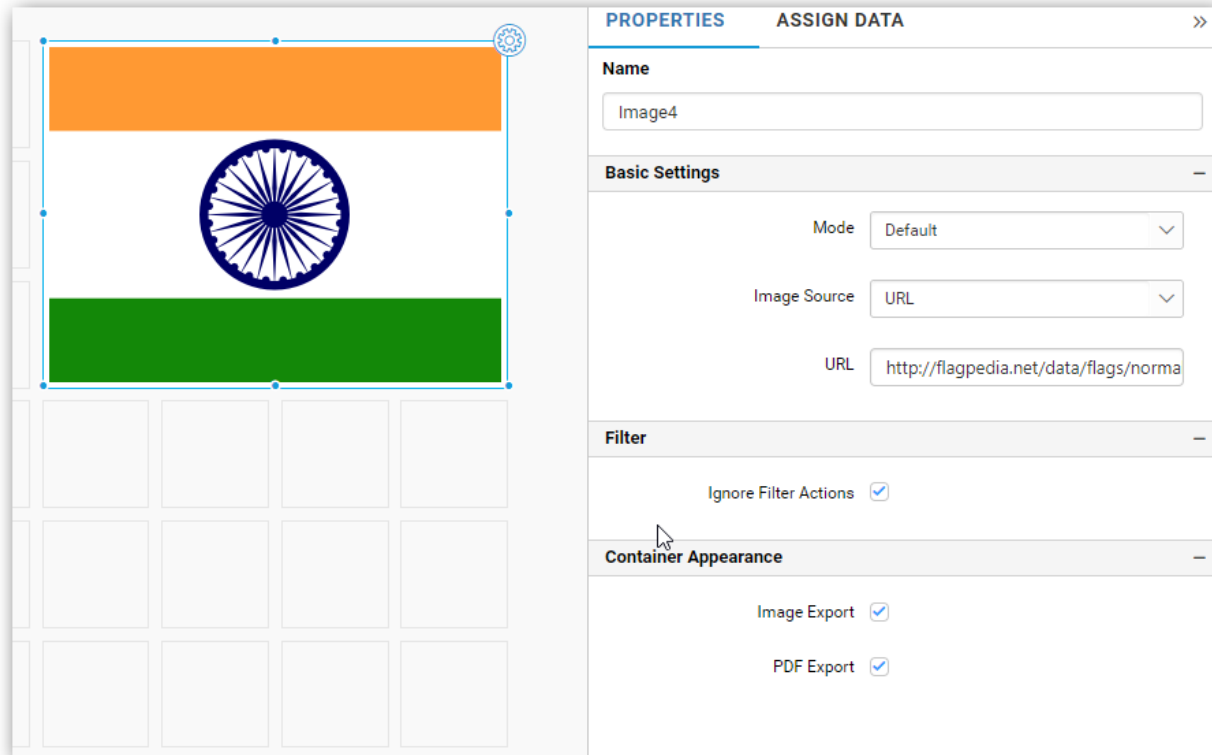 PROPERTIES ASSIGN DATA »
Name
Image4
Basic Settings −
Mode Default
Image Source URL
URL http://flagpedia.net/data/flags/norma
Filter −
Ignore Filter Actions
Container Appearance −
Image Export
PDF Export